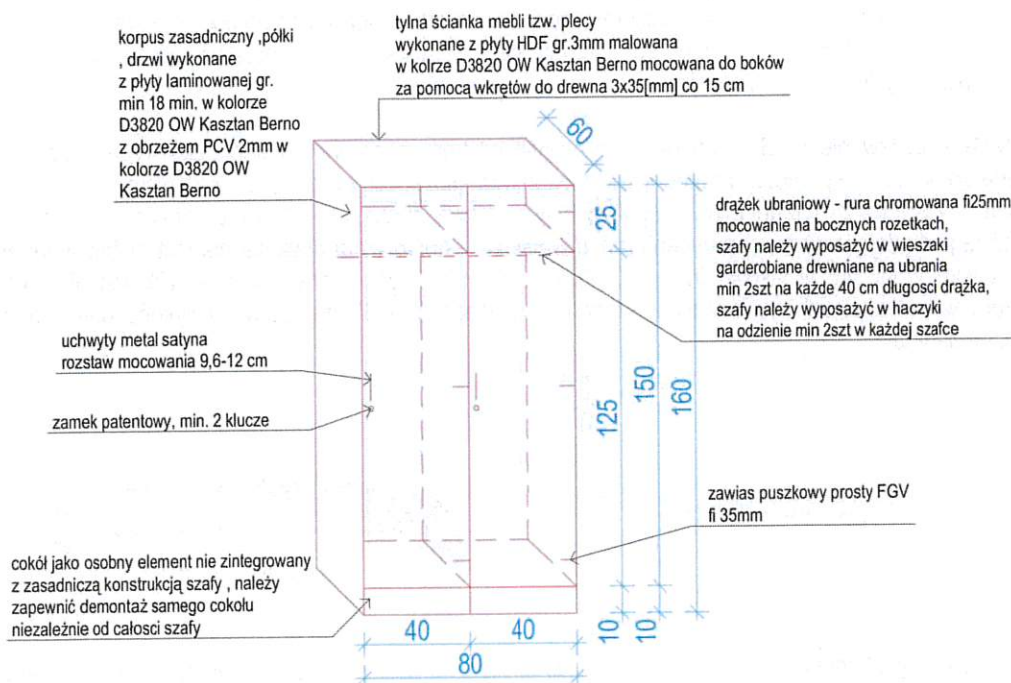 korpus zasadniczy ,półki
, drzwi wykonane
z płyty laminowanej gr.
min 18 min. w kolorze
D3820 OW Kasztan Berno
z obrzeżem PCV 2mm w
kolorze D3820 OW
Kasztan Berno
tylna ścianka mebli tzw. plecy
wykonane z płyty HDF gr.3mm malowana
w kolrze D3820 OW Kasztan Berno mocowana do boków
za pomocą wkrętów do drewna 3x35[mm] co 15 cm
60
25
125
150
160
10
10
drążek ubraniowy - rura chromowana fi25mm
mocowanie na bocznych rozetkach,
szafy należy wyposażyć w wieszaki
garderobiane drewniane na ubrania
min 2szt na każde 40 cm długosci drążka,
szafy należy wyposażyć w haczyki
na odzienie min 2szt w każdej szafce
uchwyty metal satyna
rozstaw mocowania 9,6-12 cm
zamek patentowy, min. 2 klucze
zawias puszkowy prosty FGV
fi 35mm
cokół jako osobny element nie zintegrowany
z zasadniczą konstrukcją szafy , należy
zapewnić demontaż samego cokołu
niezależnie od całosci szafy
40
40
80